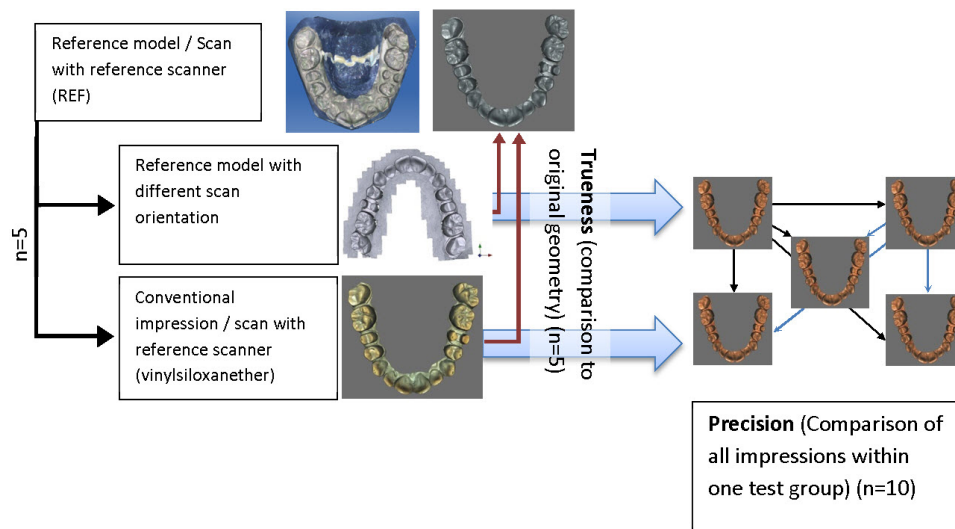 Reference model / Scan
with reference scanner
(REF)
Reference model with
different scan
orientation
Conventional
impression / scan with
reference scanner
(vinylsiloxanether)
n=5
Trueness (comparison to
original geometry) (n=5)
Precision (Comparison of
all impressions within
one test group) (n=10)